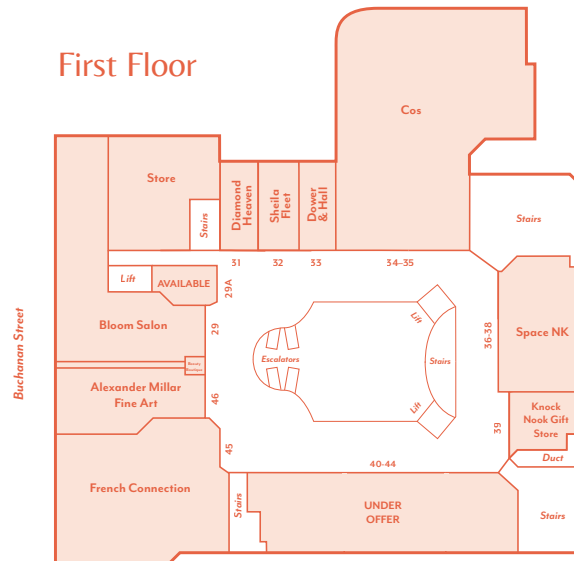 First Floor
Cos
Store
Stairs
Diamond
Heaven
Sheila
Fleet
Dower
& Hall
Stairs
31
32
33
34-35
Lift
AVAILABLE
29A
Buchanan Street
Bloom Salon
29
Lift
Escalators
Stairs
36-38
Space NK
Beauty
Boutique
Alexander Millar
Fine Art
46
Lift
39
Knock
Nook Gift
Store
Duct
45
40-44
French Connection
Stairs
UNDER
OFFER
Stairs